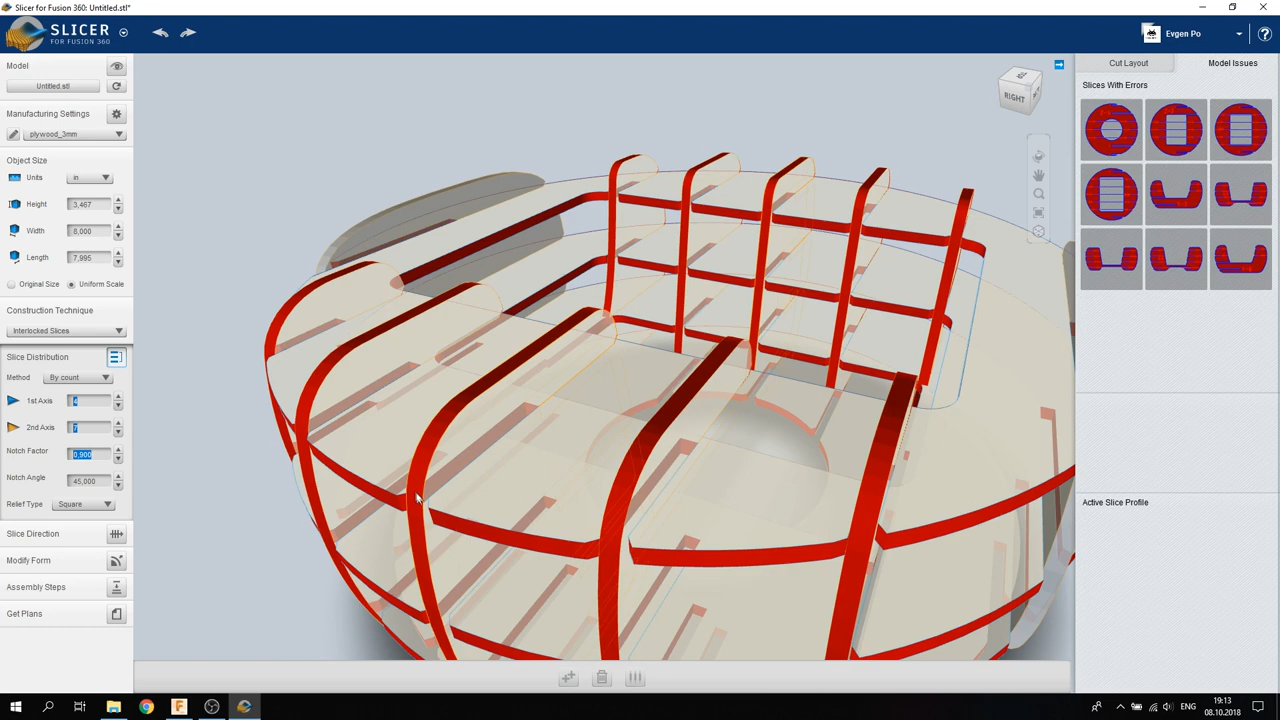 Slicer for Fusion 360: Untitled.stl*
SLICER
FOR FUSION 360
Evgen Po
?
Model
Untitled.stl
Manufacturing Settings
plywood_3mm
Object Size
Units in
Height 3,467
Width 8,000
Length 7,995
Original Size Uniform Scale
Construction Technique
Interlocked Slices
Slice Distribution
Method By count
1st Axis 4
2nd Axis 7
Notch Factor 0,900
Notch Angle 45,000
Relief Type Square
Slice Direction
Modify Form
Assembly Steps
Get Plans
RIGHT
Cut Layout Model Issues
Slices With Errors
Active Slice Profile
ENG
19:13
08.10.2018